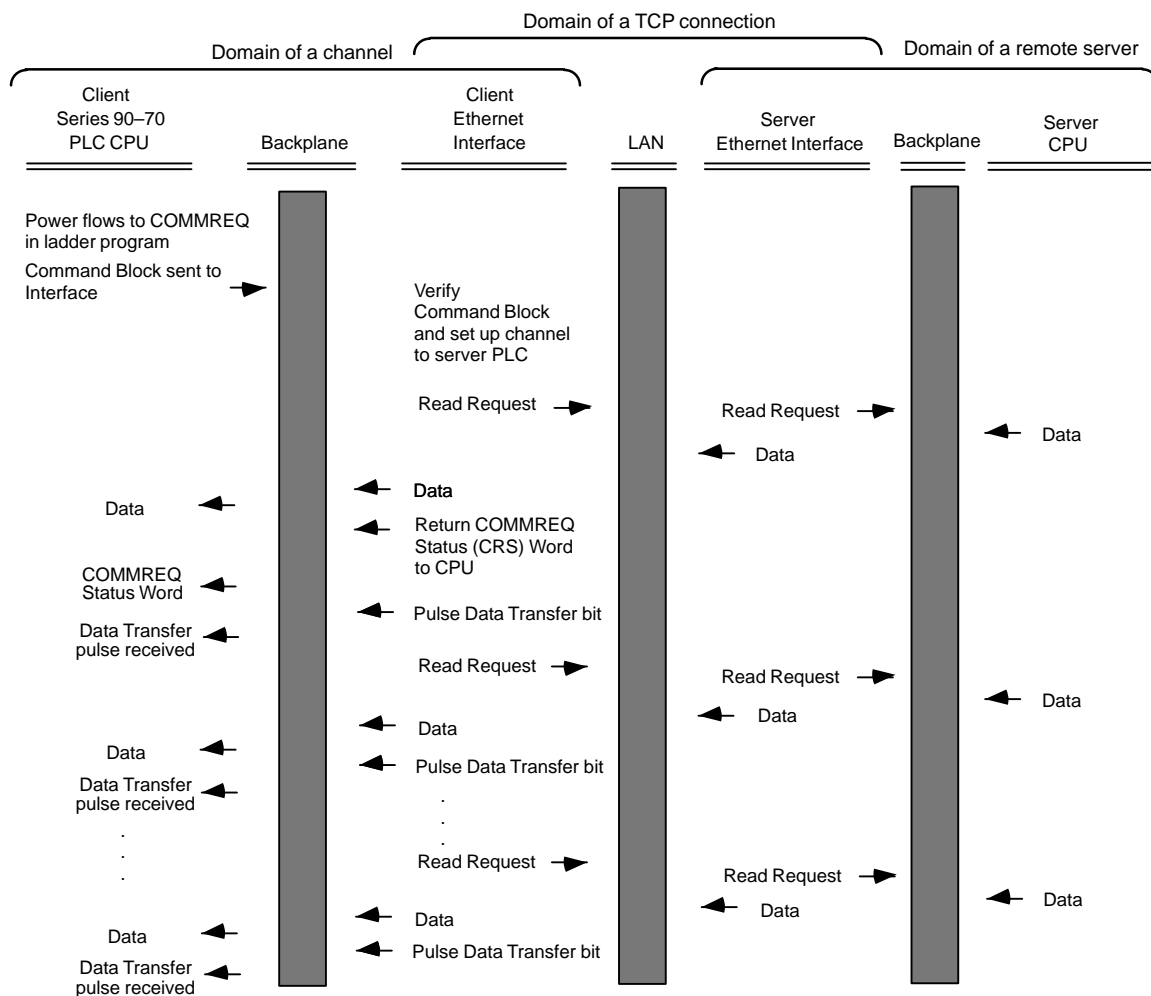 Domain of a TCP connection
Domain of a channel
Domain of a remote server
Client
Series 90–70
PLC CPU
Backplane
Client
Ethernet
Interface
LAN
Server
Ethernet Interface
Backplane
Server
CPU
Power flows to COMMREQ
in ladder program
Command Block sent to
Interface
Verify
Command Block
and set up channel
to server PLC
Read Request
Read Request
Data
Data
Data
Data
Return COMMREQ
Status (CRS) Word
to CPU
COMMREQ
Status Word
Pulse Data Transfer bit
Data Transfer
pulse received
Read Request
Read Request
Data
Data
Data
Data
Pulse Data Transfer bit
Data Transfer
pulse received
.
.
.
.
.
.
Read Request
Read Request
Data
Data
Data
Data
Pulse Data Transfer bit
Data Transfer
pulse received